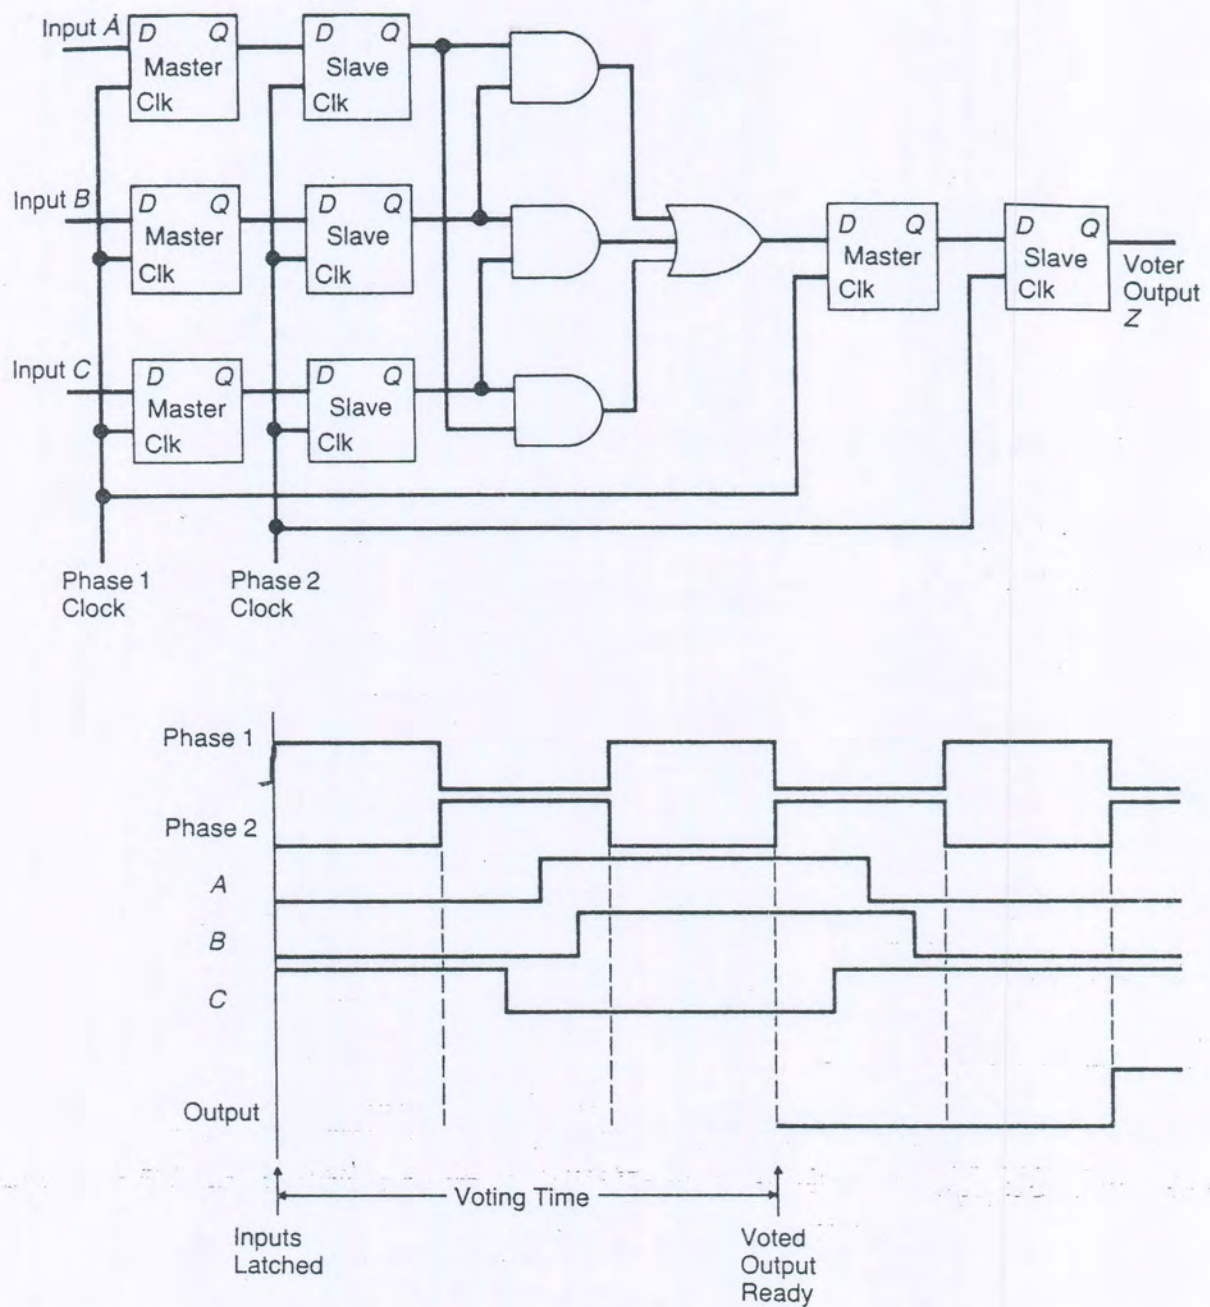 Input A
D Q
Master
Clk
D Q
Slave
Clk
Input B
D Q
Master
Clk
D Q
Slave
Clk
D Q
Master
Clk
D Q
Slave
Clk
Voter
Output
Z
Input C
D Q
Master
Clk
D Q
Slave
Clk
Phase 1
Clock
Phase 2
Clock
Phase 1
Phase 2
A
B
C
Output
Voting Time
Inputs
Latched
Voted
Output
Ready